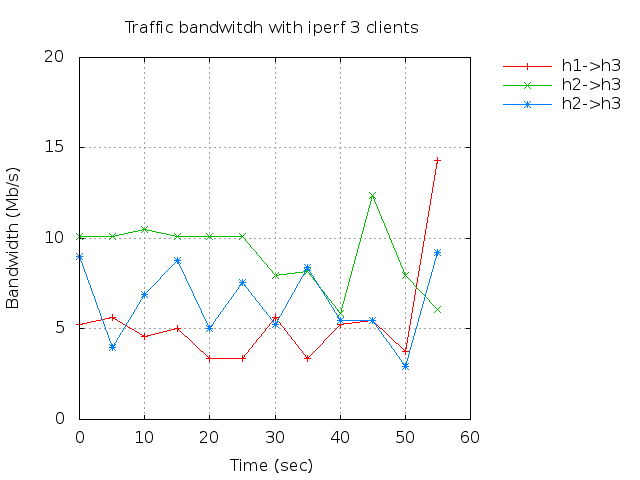 Traffic bandwitdh with iperf 3 clients
h1->h3
h2->h3
h2->h3
Bandwidth (Mb/s)
20
15
10
5
0
0 10 20 30 40 50 60
Time (sec)